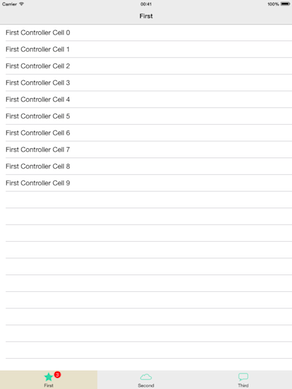 Carrier 00:41 100%
First
First Controller Cell 0
First Controller Cell 1
First Controller Cell 2
First Controller Cell 3
First Controller Cell 4
First Controller Cell 5
First Controller Cell 6
First Controller Cell 7
First Controller Cell 8
First Controller Cell 9
First Second Third